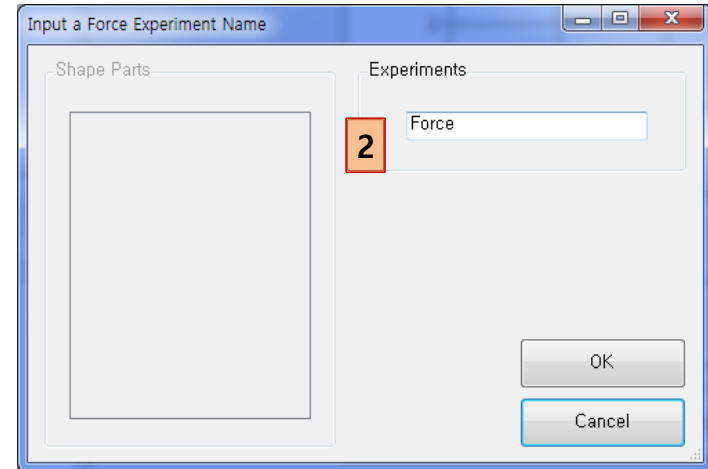 Input a Force Experiment Name
Shape Parts
Experiments
Force
2
OK
Cancel